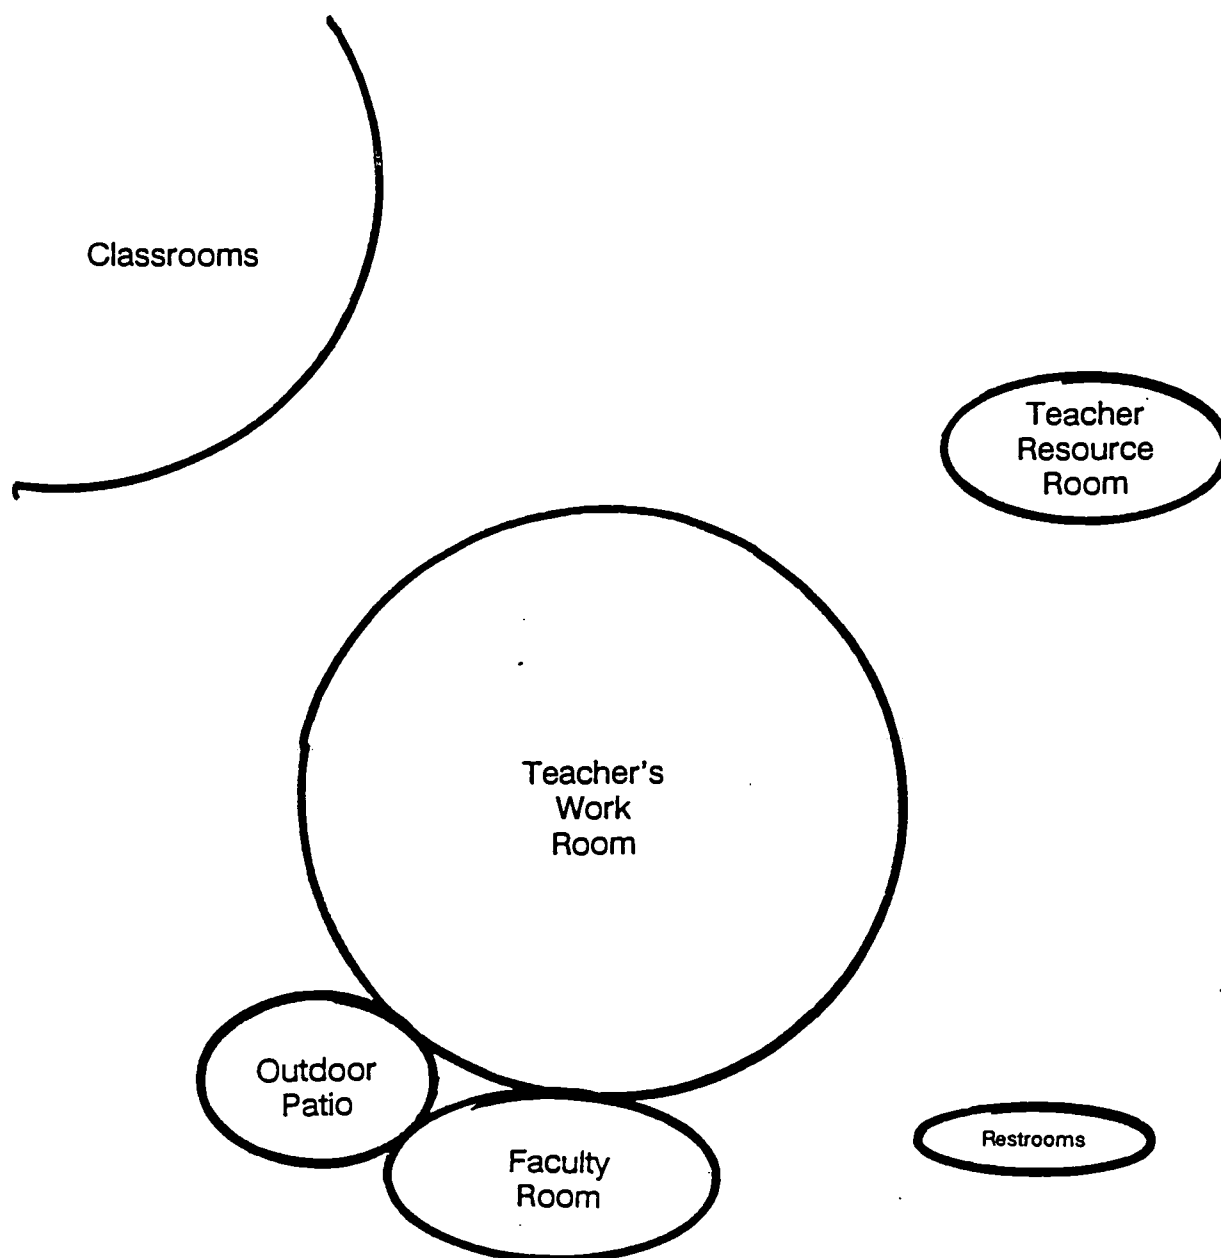 Classrooms
Teacher
Resource
Room
Teacher's
Work
Room
Outdoor
Patio
Faculty
Room
Restrooms